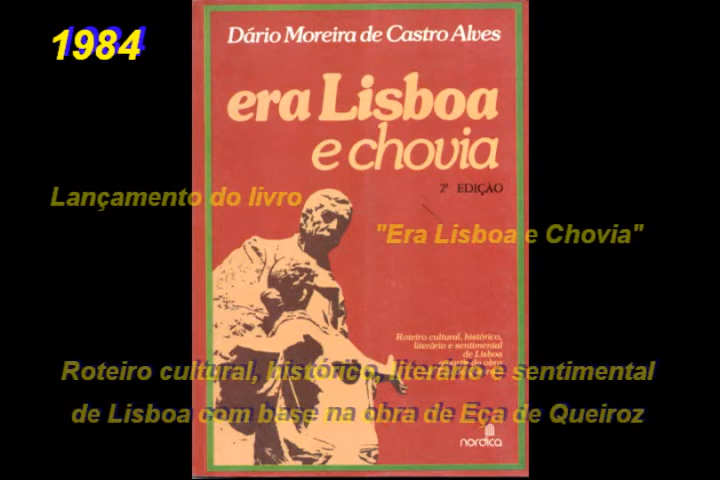 1984
Dário Moreira de Castro Alves
era Lisboa
e chovia
2ª EDIÇÃO
Lançamento do livro
"Era Lisboa e Chovia"
Roteiro cultural, histórico,
literário e sentimental
de Lisboa
Roteiro cultural, histórico, literário e sentimental
de Lisboa com base na obra de Eça de Queiroz
nordica